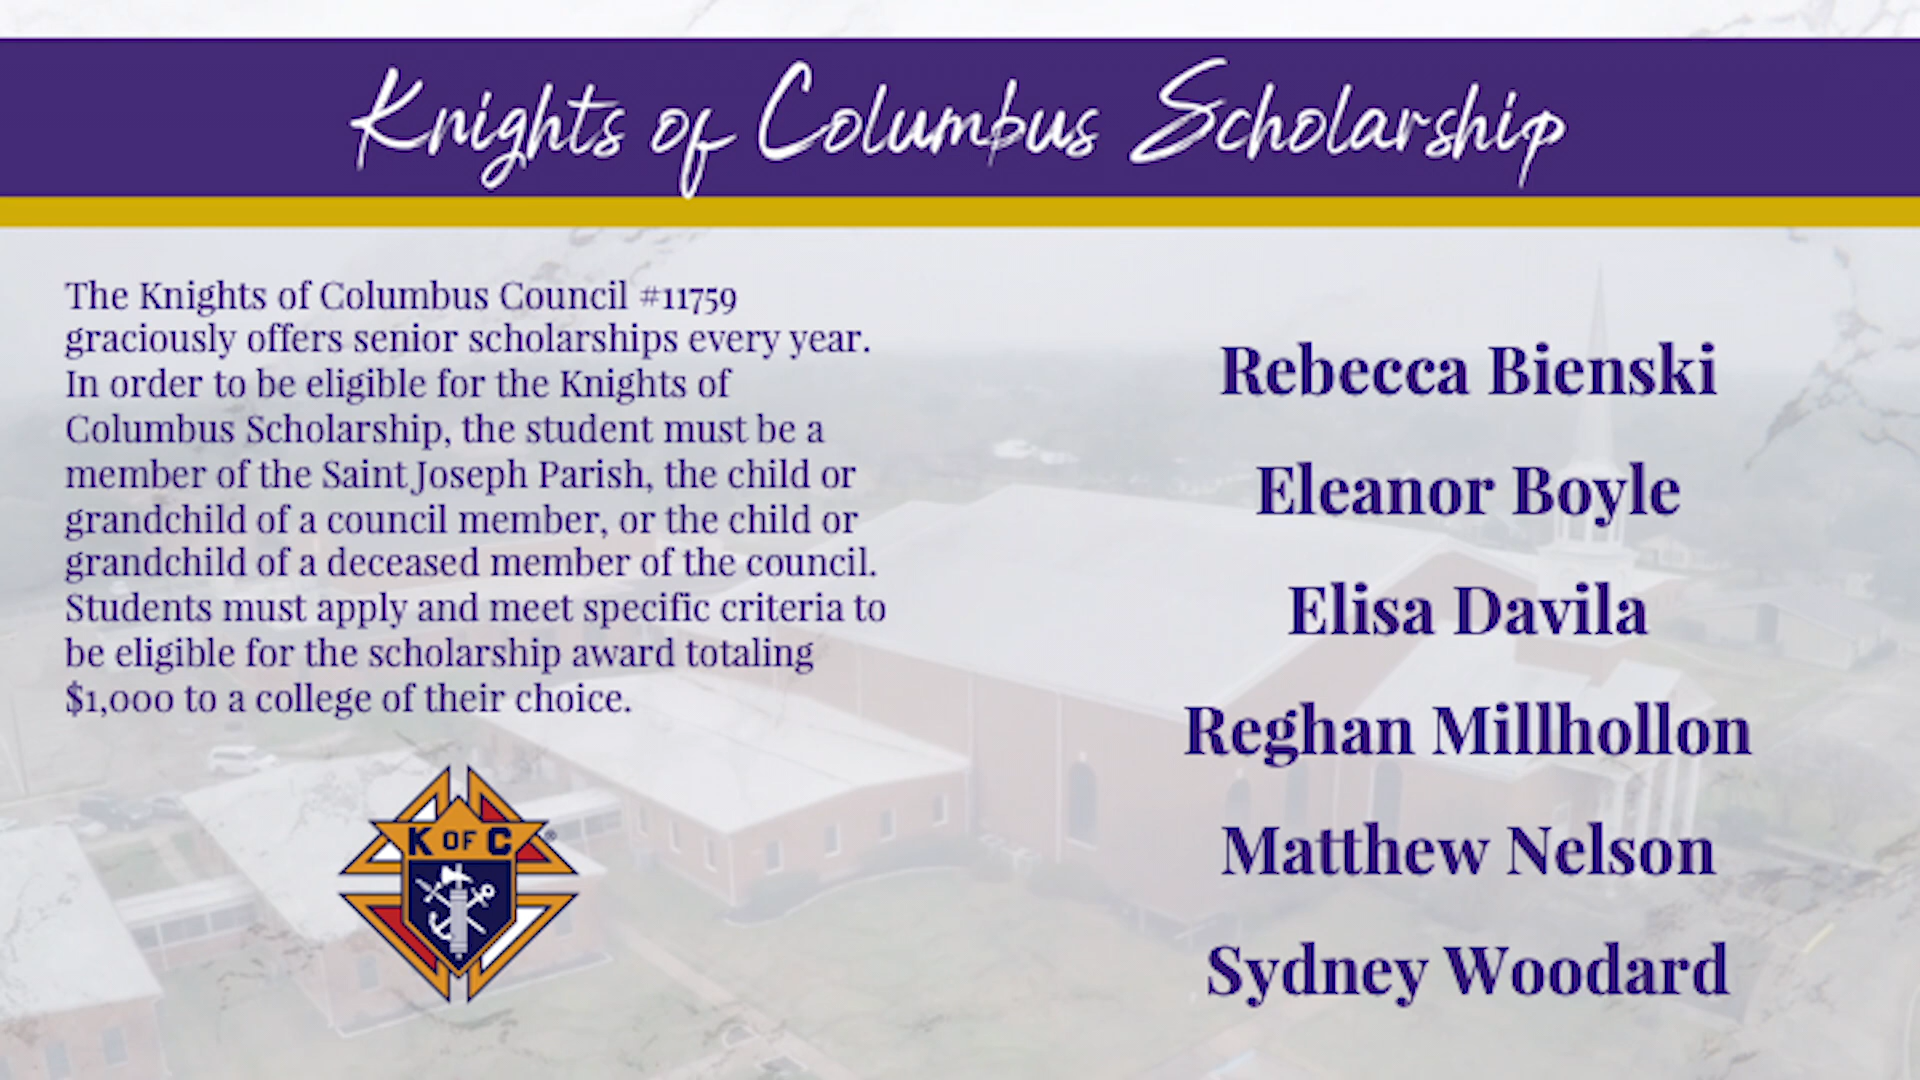 Knights of Columbus Scholarship
The Knights of Columbus Council #11759
graciously offers senior scholarships every year.
In order to be eligible for the Knights of
Columbus Scholarship, the student must be a
member of the Saint Joseph Parish, the child or
grandchild of a council member, or the child or
grandchild of a deceased member of the council.
Students must apply and meet specific criteria to
be eligible for the scholarship award totaling
$1,000 to a college of their choice.
K OF C
®
Rebecca Bienski
Eleanor Boyle
Elisa Davila
Reghan Millhollon
Matthew Nelson
Sydney Woodard